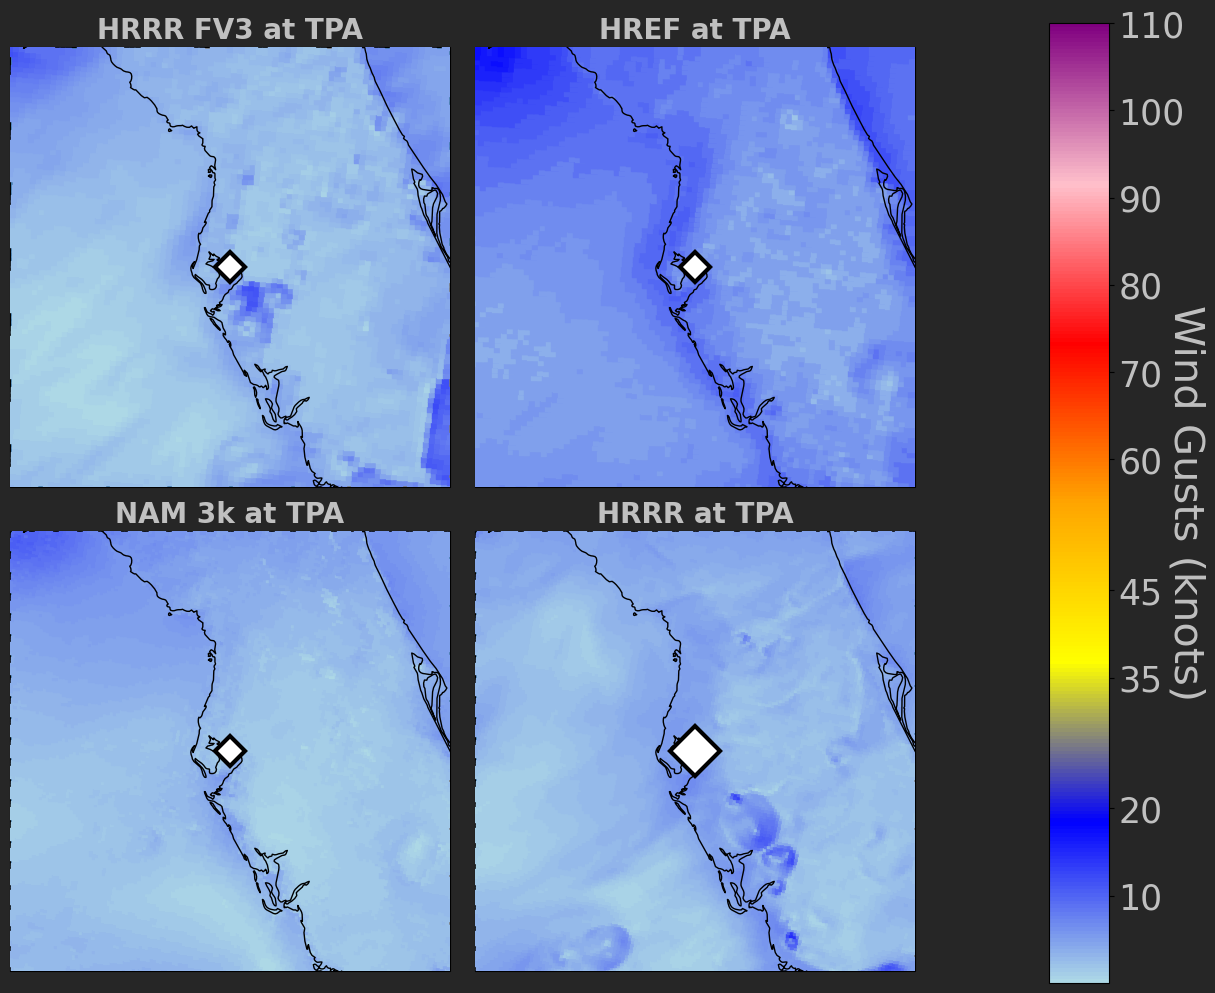 HRRR FV3 at TPA
HREF at TPA
NAM 3k at TPA
HRRR at TPA
110
100
90
80
70
60
45
35
20
10
Wind Gusts (knots)